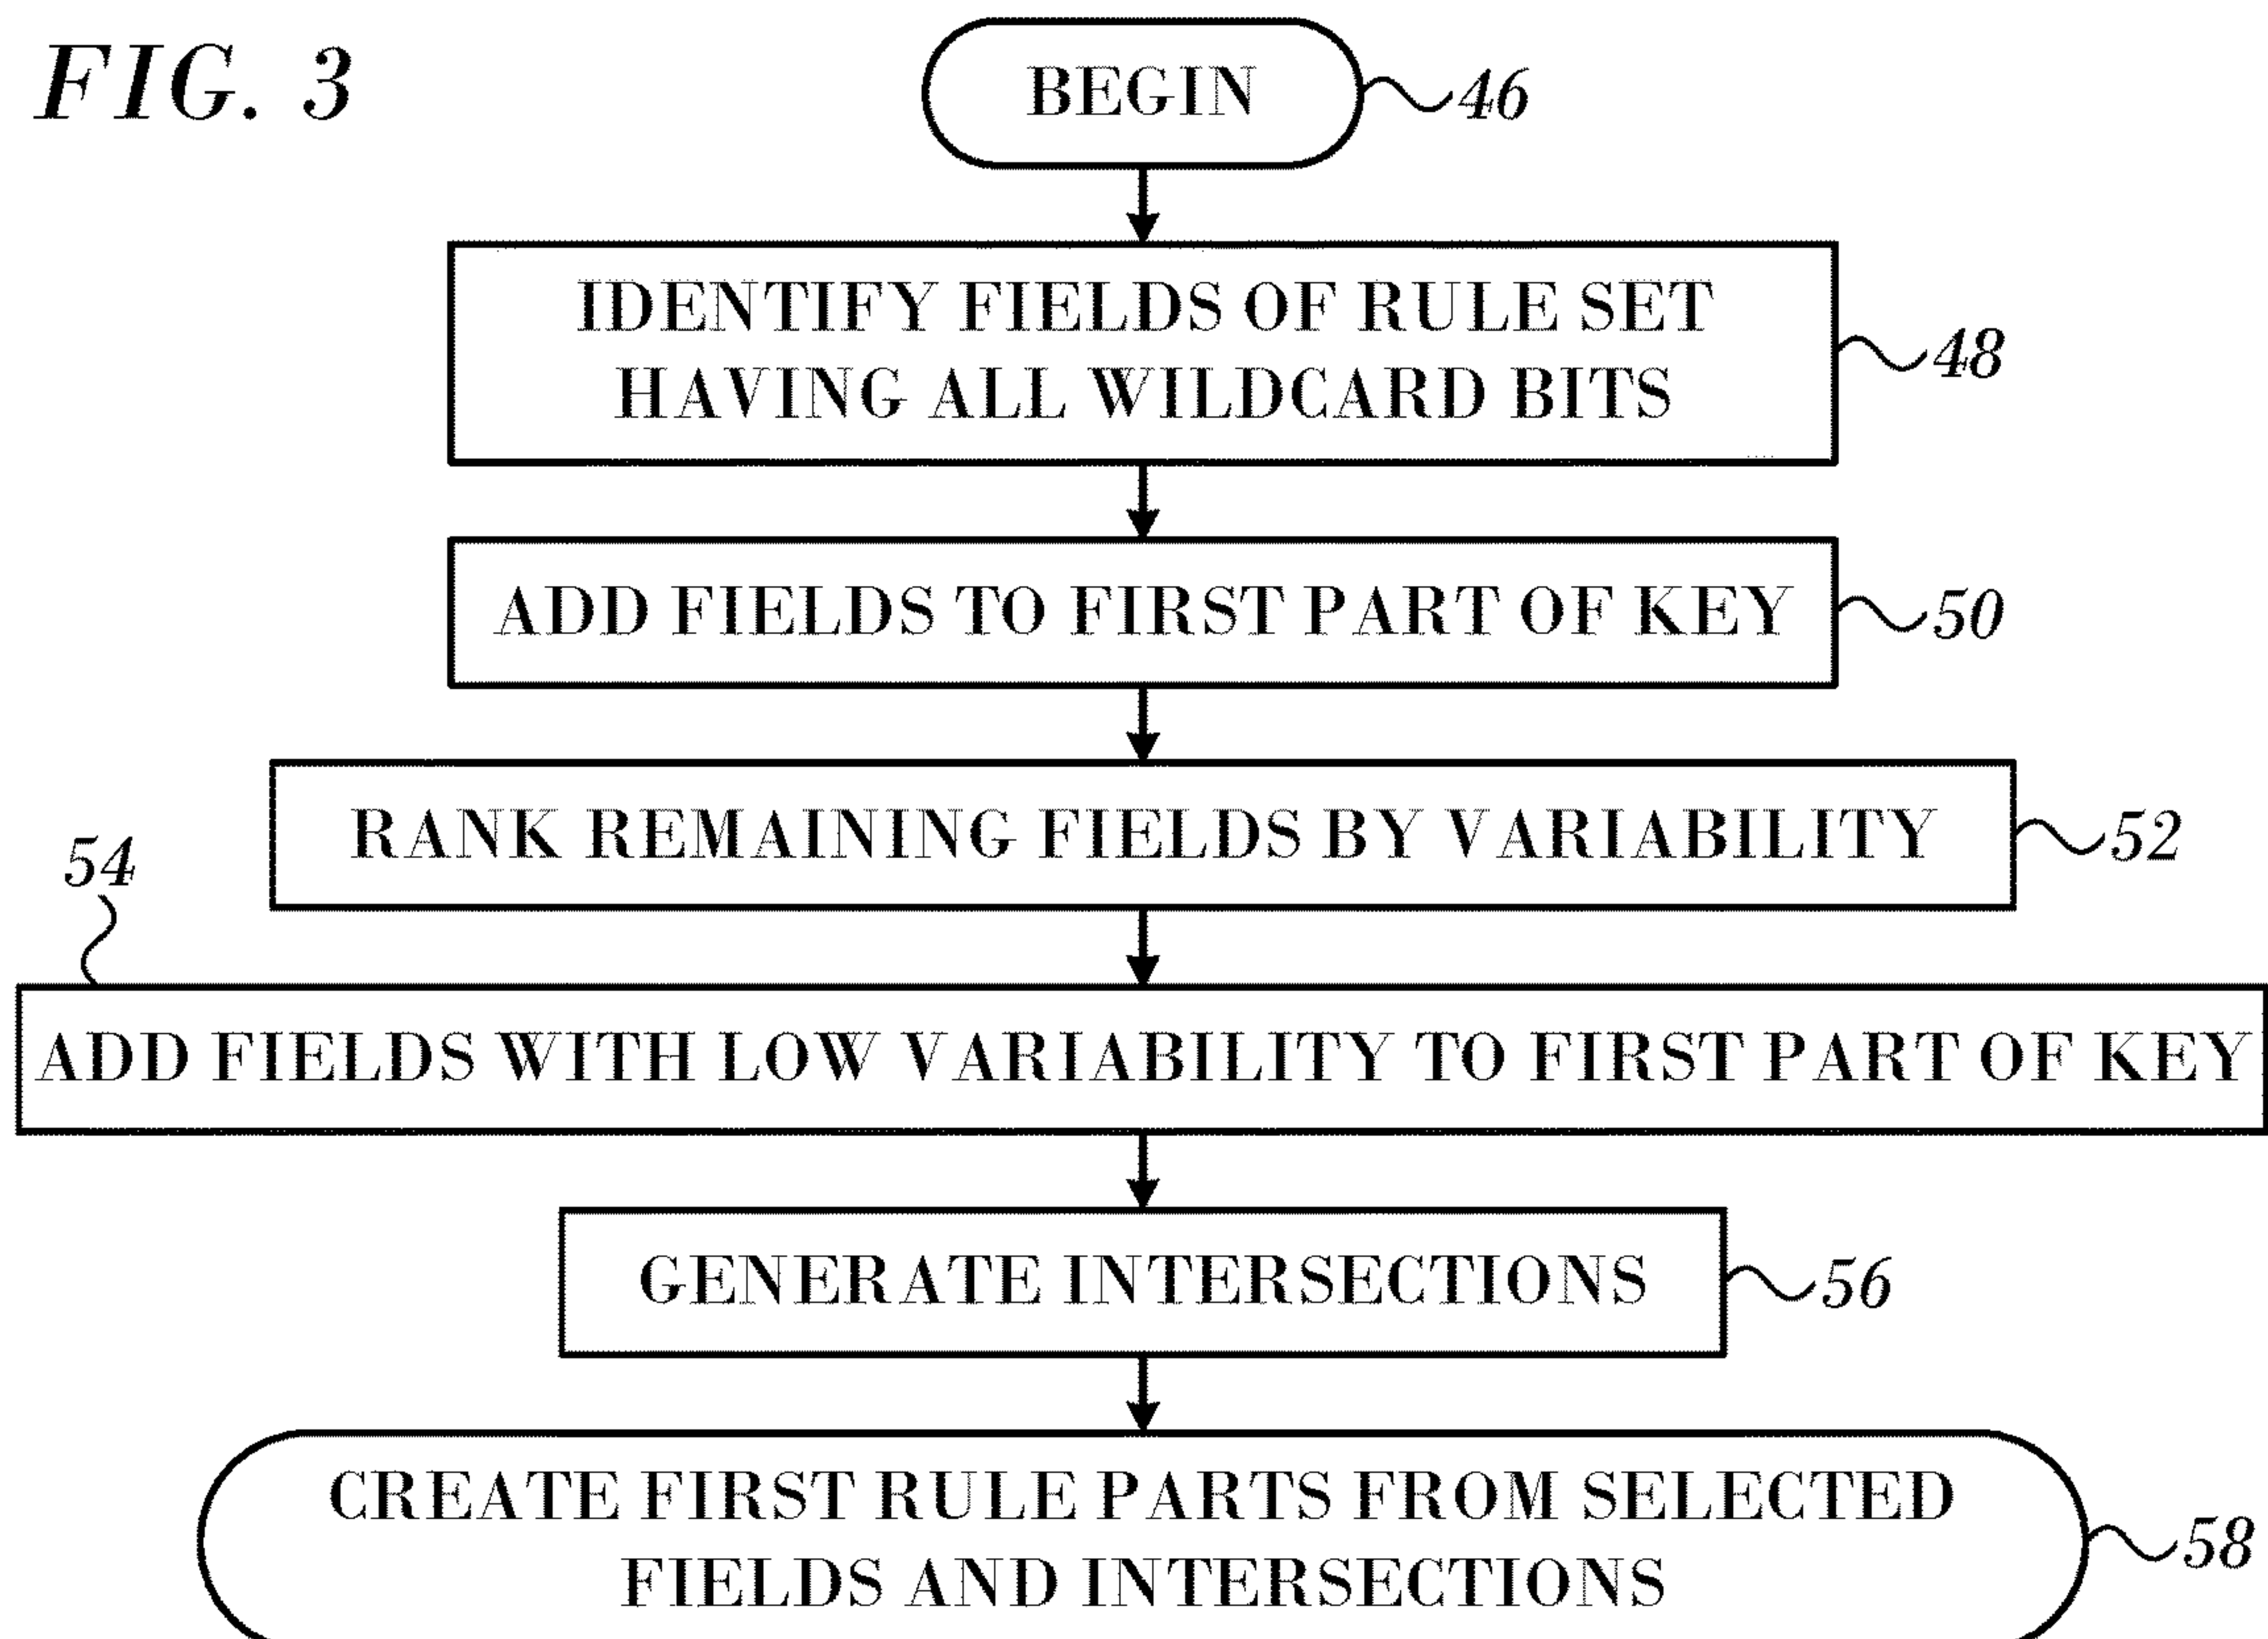 FIG. 3
BEGIN
46
IDENTIFY FIELDS OF RULE SET
HAVING ALL WILDCARD BITS
48
ADD FIELDS TO FIRST PART OF KEY
50
RANK REMAINING FIELDS BY VARIABILITY
52
54
ADD FIELDS WITH LOW VARIABILITY TO FIRST PART OF KEY
GENERATE INTERSECTIONS
56
CREATE FIRST RULE PARTS FROM SELECTED
FIELDS AND INTERSECTIONS
58